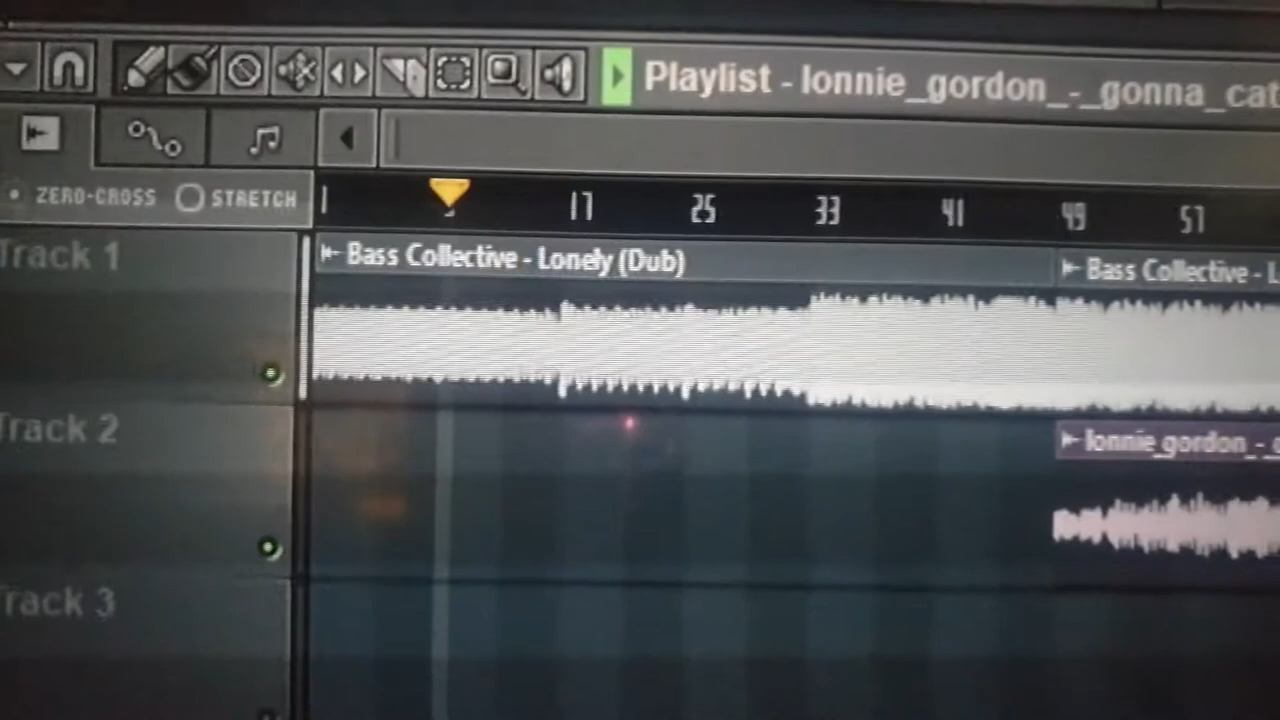 Playlist - lonnie_gordon_-_gonna_cat
ZERO-CROSS STRETCH 1 17 25 33 41 49 57
Track 1
Bass Collective - Lonely (Dub) Bass Collective - L
Track 2
lonnie_gordon_-
Track 3